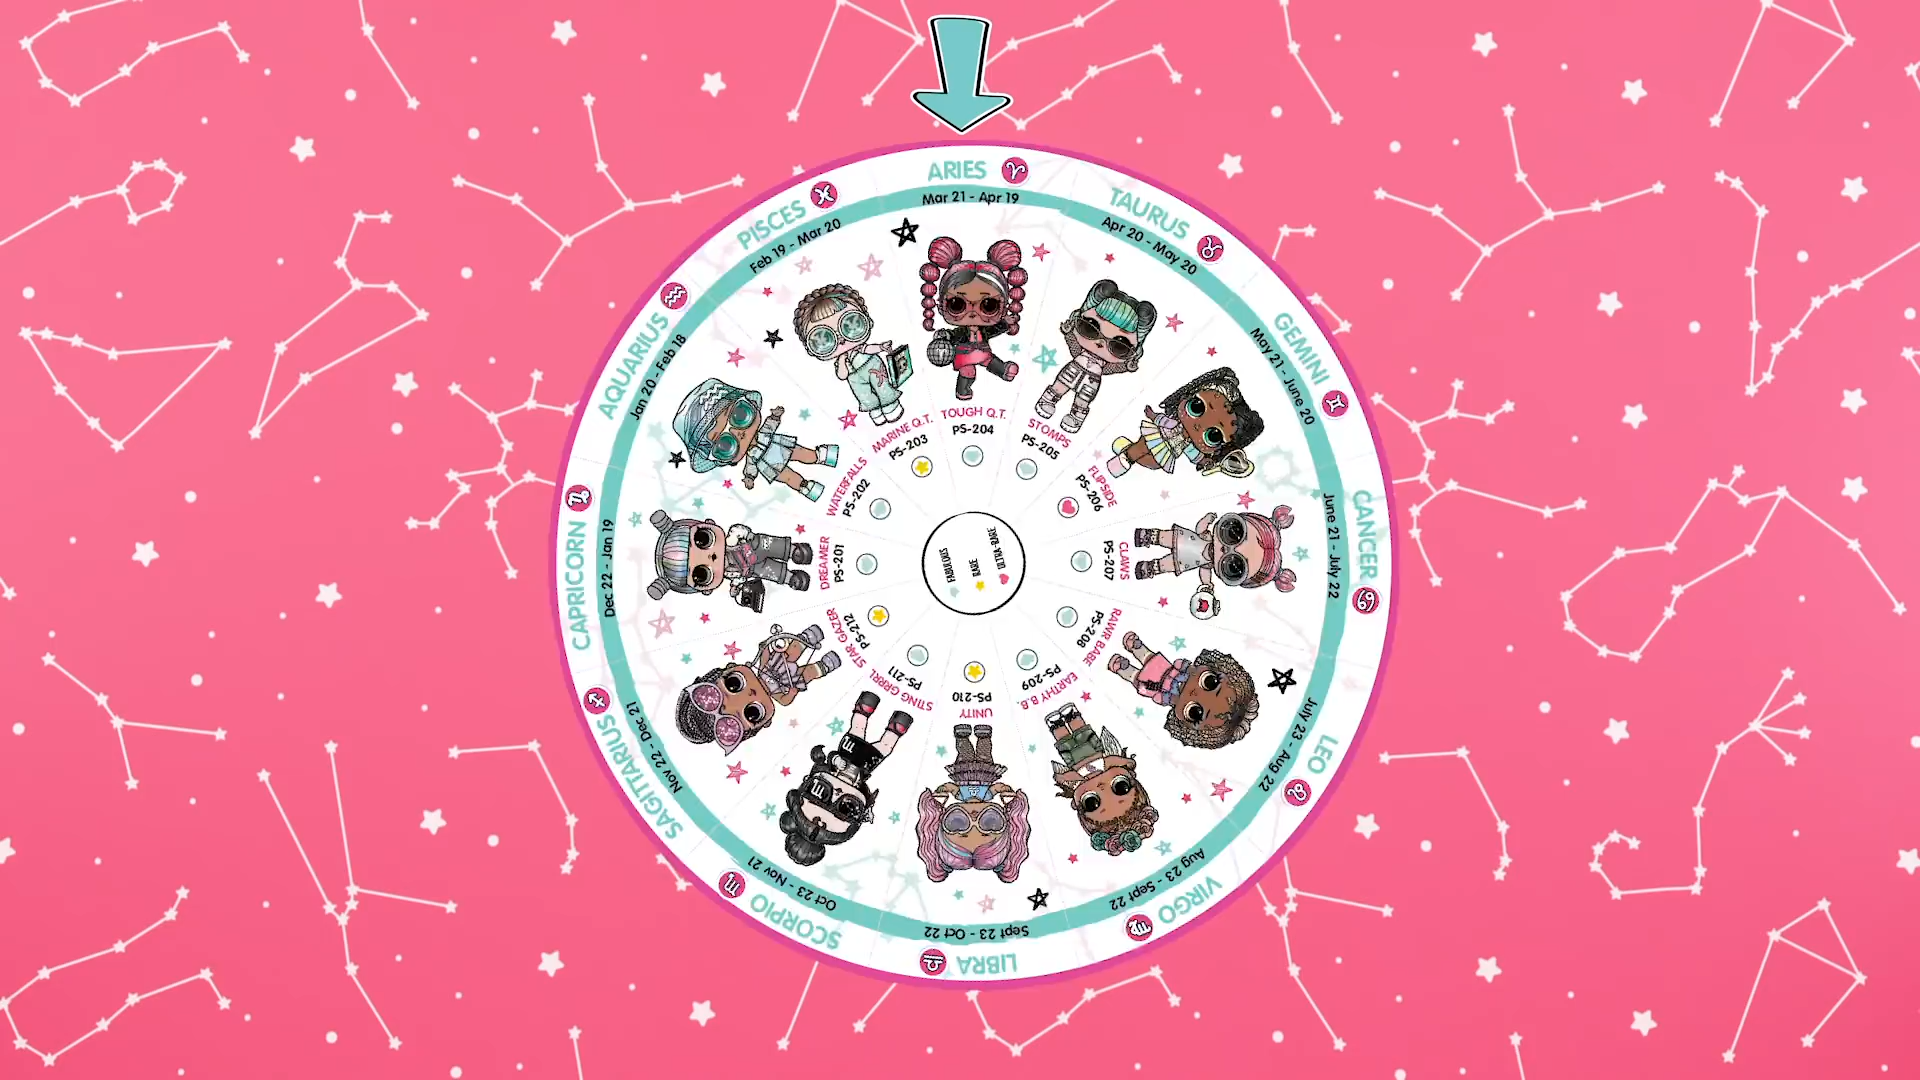 ARIES
Mar 21 - Apr 19
TOUGH Q.T.
PS-204
TAURUS
Apr 20 - May 20
STOMPS
PS-205
GEMINI
May 21 - June 20
FLIPSIDE
PS-206
CANCER
June 21 - July 22
CLAWS
PS-207
LEO
July 23 - Aug 22
RAWR BABE
PS-208
VIRGO
Aug 23 - Sept 22
EARTHY B.B.
PS-209
LIBRA
Sept 23 - Oct 22
UNITY
PS-210
SCORPIO
Oct 23 - Nov 21
STING GRRRL
PS-211
SAGITTARIUS
Nov 22 - Dec 21
STAR GAZER
PS-212
CAPRICORN
Dec 22 - Jan 19
DREAMER
PS-201
AQUARIUS
Jan 20 - Feb 18
WATERFALLS
PS-202
PISCES
Feb 19 - Mar 20
MARINE Q.T.
PS-203
FABULOUS
RARE
ULTRA-RARE